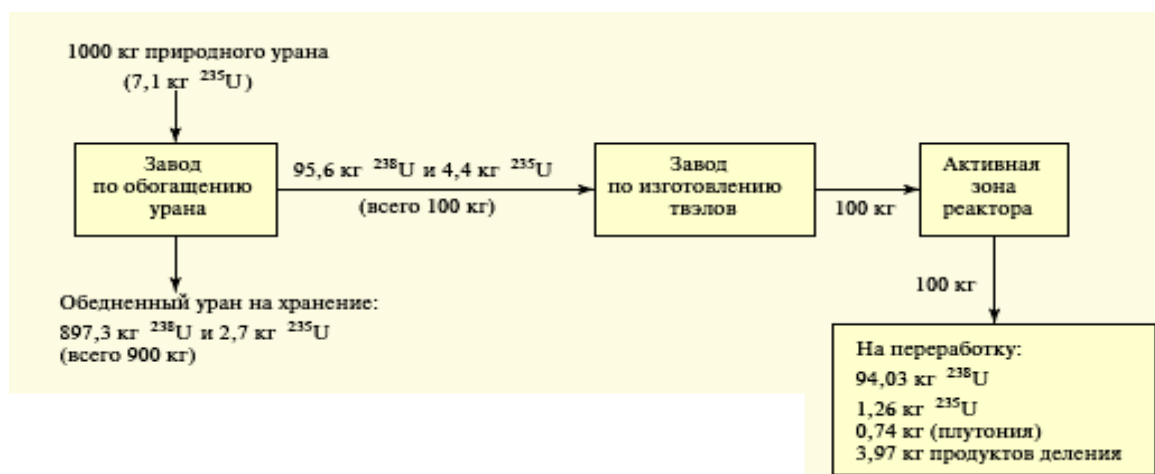 1000 кг природного урана
(7,1 кг ²³⁵U)
Завод
по обогащению
урана
95,6 кг ²³⁸U и 4,4 кг ²³⁵U
(всего 100 кг)
Завод
по изготовлению
твэлов
100 кг
Активная
зона
реактора
100 кг
Обедненный уран на хранение:
897,3 кг ²³⁸U и 2,7 кг ²³⁵U
(всего 900 кг)
На переработку:
94,03 кг ²³⁸U
1,26 кг ²³⁵U
0,74 кг (плутония)
3,97 кг продуктов деления